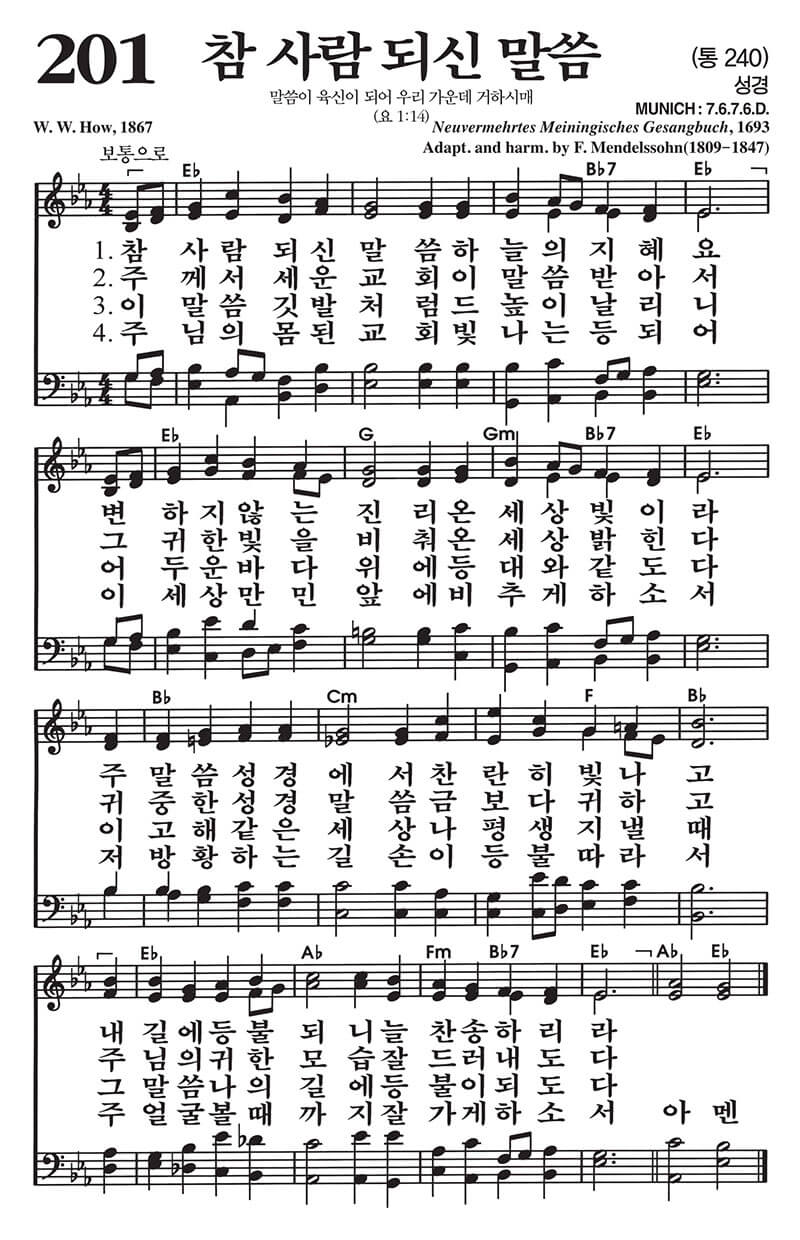 201 참 사람 되신 말씀 (통 240)
말씀이 육신이 되어 우리 가운데 거하시매 성경
(요 1:14) MUNICH : 7.6.7.6.D.
W. W. How, 1867 Neuvermehrtes Meiningisches Gesangbuch, 1693
보통으로 Adapt. and harm. by F. Mendelssohn(1809-1847)
E♭ B♭7 E♭
1. 참 사 람 되 신 말 씀 하 늘 의 지 혜 요
2. 주 께 서 세 운 교 회 이 말 씀 받 아 서
3. 이 말 씀 깃 발 처 럼 드 높 이 날 리 니
4. 주 님 의 몸 된 교 회 빛 나 는 등 되 어
E♭ G Gm B♭7 E♭
변 하 지 않 는 진 리 온 세 상 빛 이 라
그 귀 한 빛 을 비 춰 온 세 상 밝 힌 다
어 두 운 바 다 위 에 등 대 와 같 도 다
이 세 상 만 민 앞 에 비 추 게 하 소 서
B♭ Cm F B♭
주 말 씀 성 경 에 서 찬 란 히 빛 나 고
귀 중 한 성 경 말 씀 금 보 다 귀 하 고
이 고 해 같 은 세 상 나 평 생 지 낼 때
저 방 황 하 는 길 손 이 등 불 따 라 서
E♭ A♭ Fm B♭7 E♭ A♭ E♭
내 길 에 등 불 되 니 늘 찬 송 하 리 라
주 님 의 귀 한 모 습 잘 드 러 내 도 다
그 말 씀 나 의 길 에 등 불 이 되 도 다
주 얼 굴 볼 때 까 지 잘 가 게 하 소 서 아 멘